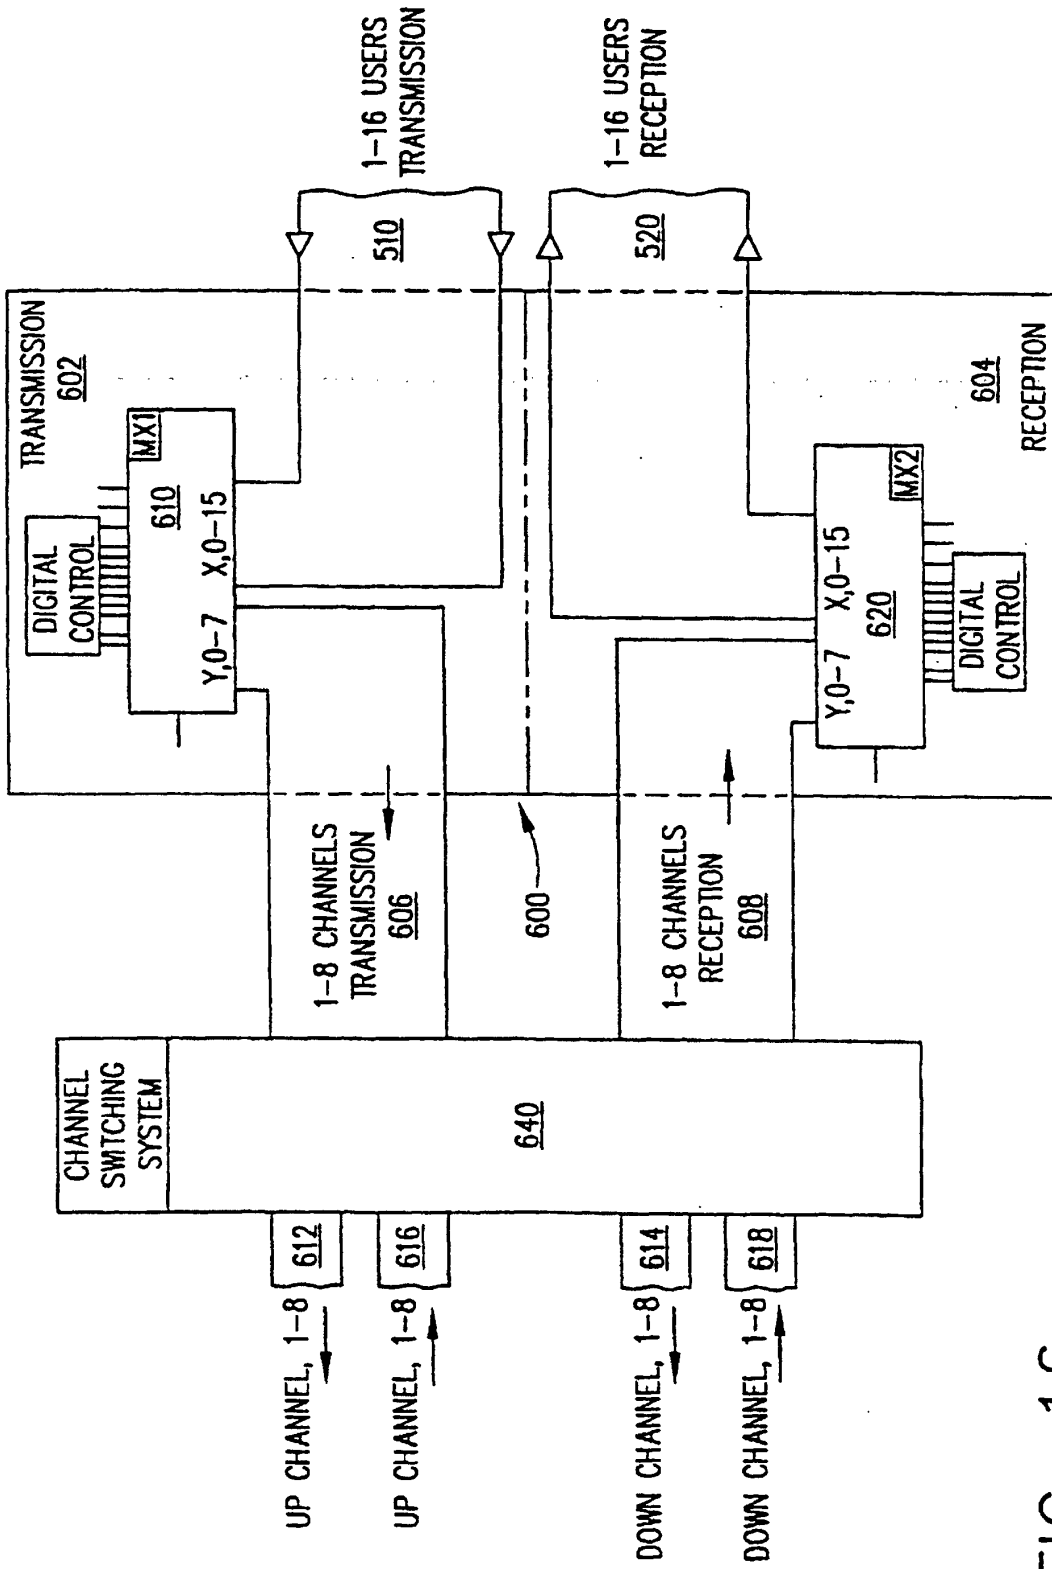 CHANNEL
SWITCHING
SYSTEM
640
612
616
614
618
UP CHANNEL, 1-8
UP CHANNEL, 1-8
DOWN CHANNEL, 1-8
DOWN CHANNEL, 1-8
1-8 CHANNELS
TRANSMISSION
606
600
1-8 CHANNELS
RECEPTION
608
TRANSMISSION
602
DIGITAL
CONTROL
MX1
610
Y,0-7
X,0-15
1-16 USERS
TRANSMISSION
510
1-16 USERS
RECEPTION
520
Y,0-7
X,0-15
620
MX2
DIGITAL
CONTROL
604
RECEPTION
FIG. 16